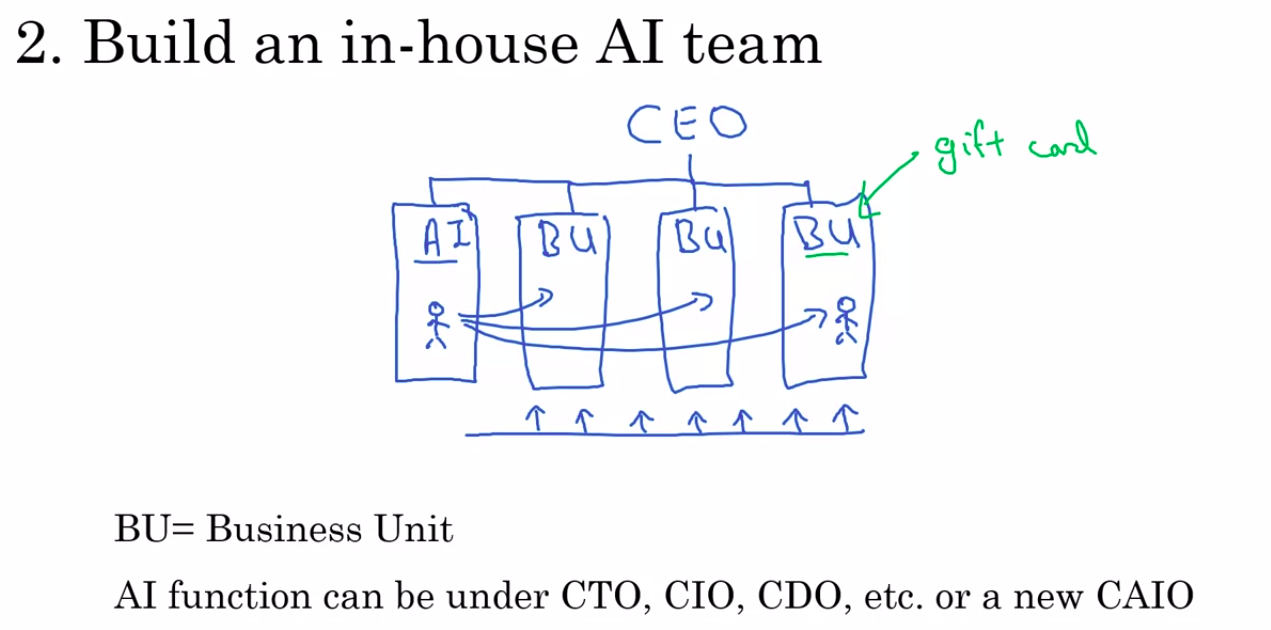 2. Build an in-house AI team
CEO
gift card
AI BU BU BU
BU= Business Unit
AI function can be under CTO, CIO, CDO, etc. or a new CAIO